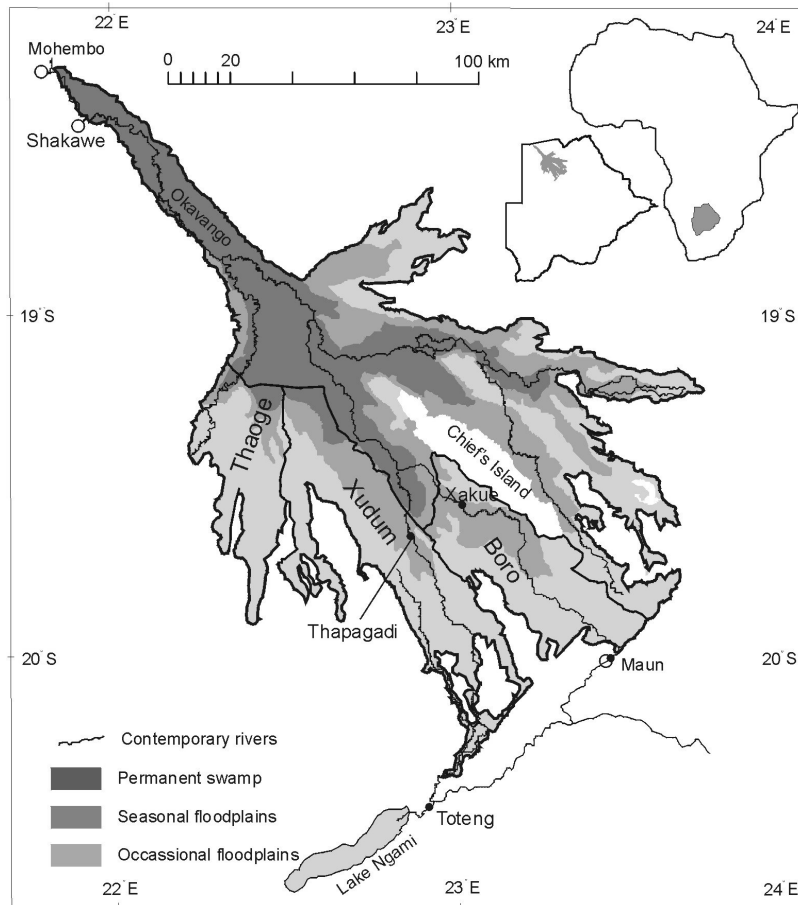 22°E 23°E 24°E
Mohembo
0 20 100 km
Shakawe
Okavango
19°S 19°S
Thaoge
Chief's Island
Xudum
Xakue
Boro
Thapagadi
20°S 20°S
Maun
Contemporary rivers
Permanent swamp
Seasonal floodplains
Toteng
Occassional floodplains
Lake Ngami
22°E 23°E 24°E